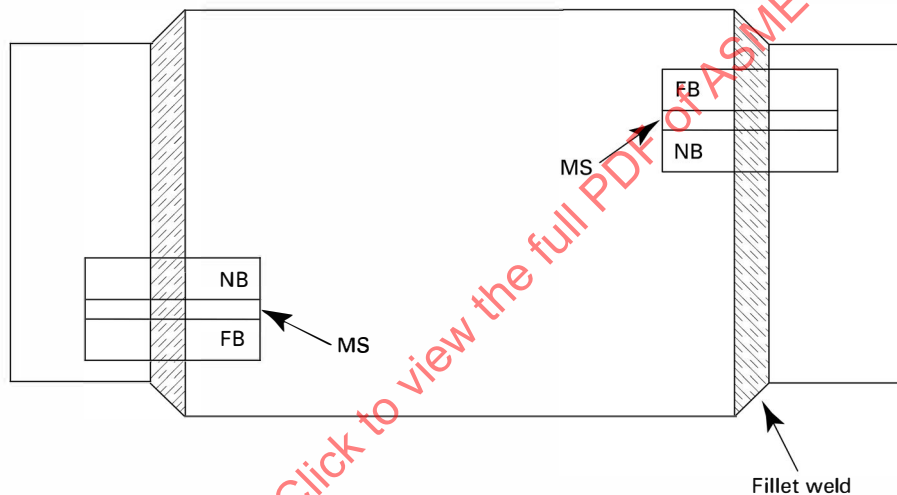 FB
MS
NB
NB
FB
MS
Fillet weld
Click to view the full PDF of ASME